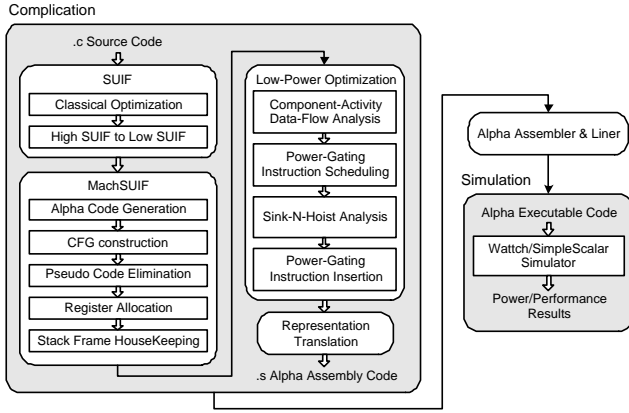 Complication
.c Source Code
SUIF
Classical Optimization
High SUIF to Low SUIF
MachSUIF
Alpha Code Generation
CFG construction
Pseudo Code Elimination
Register Allocation
Stack Frame HouseKeeping
Low-Power Optimization
Component-Activity
Data-Flow Analysis
Power-Gating
Instruction Scheduling
Sink-N-Hoist Analysis
Power-Gating
Instruction Insertion
Representation
Translation
.s Alpha Assembly Code
Alpha Assembler & Liner
Simulation
Alpha Executable Code
Wattch/SimpleScalar
Simulator
Power/Performance
Results